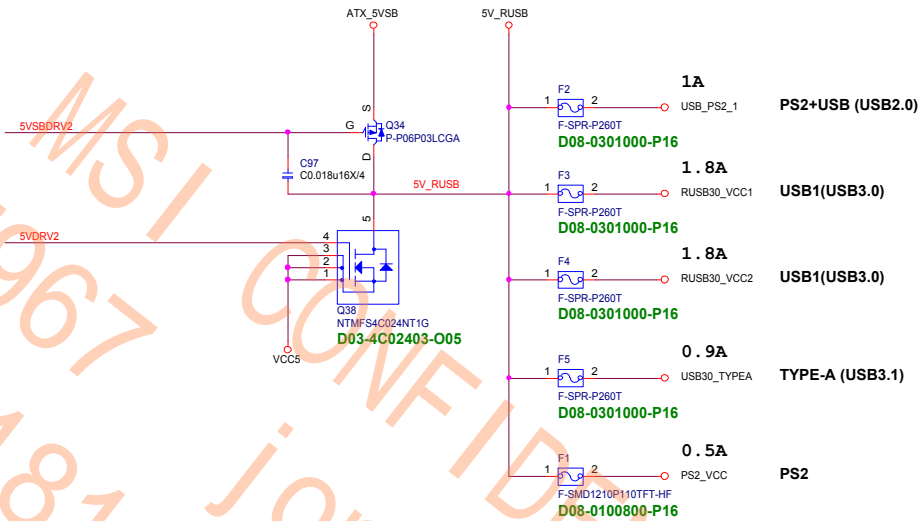 ATX_5VSB
5V_RUSB
5VSBDRV2
G
S
D
Q34
P-P06P03LCGA
C97
C0.018u16X/4
5V_RUSB
5VDRV2
5
4
3
2
1
Q38
NTMFS4C024NT1G
D03-4C02403-O05
VCC5
F2
1 2
F-SPR-P260T
D08-0301000-P16
1A
USB_PS2_1
PS2+USB (USB2.0)
F3
1 2
F-SPR-P260T
D08-0301000-P16
1.8A
RUSB30_VCC1
USB1(USB3.0)
F4
1 2
F-SPR-P260T
D08-0301000-P16
1.8A
RUSB30_VCC2
USB1(USB3.0)
F5
1 2
F-SPR-P260T
D08-0301000-P16
0.9A
USB30_TYPEA
TYPE-A (USB3.1)
F1
1 2
F-SMD1210P110TFT-HF
D08-0100800-P16
0.5A
PS2_VCC
PS2
MSI CONFIDE